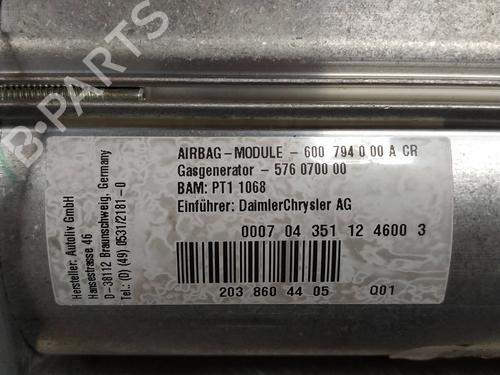 B-PARTS
AIRBAG-MODULE - 600 794 0 00 A CR
Gasgenerator - 576 0700 00
BAM: PT1 1068
Einführer: DaimlerChrysler AG
0007 04 351 12 4600 3
203 860 44 05 Q01
Hersteller: Autoliv GmbH
Hansestrasse 46
D-38112 Braunschweig, Germany
Tel.: (0) (49) 0531/2181-0